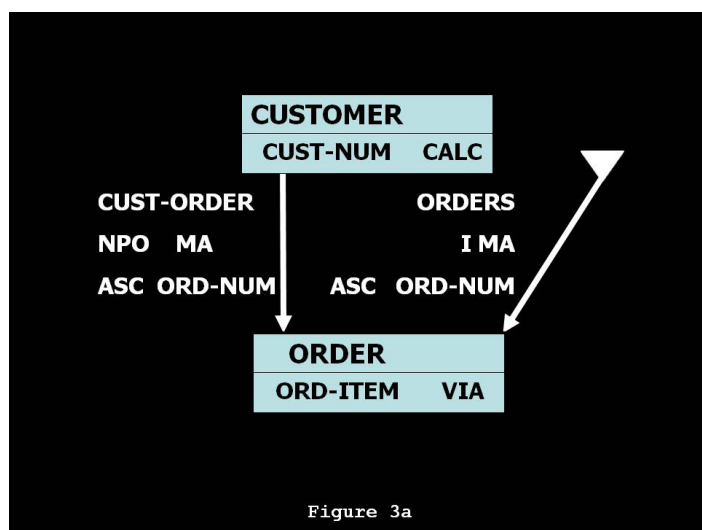 CUSTOMER
CUST-NUM CALC
CUST-ORDER
NPO MA
ASC ORD-NUM
ORDERS
I MA
ASC ORD-NUM
ORDER
ORD-ITEM VIA
Figure 3a